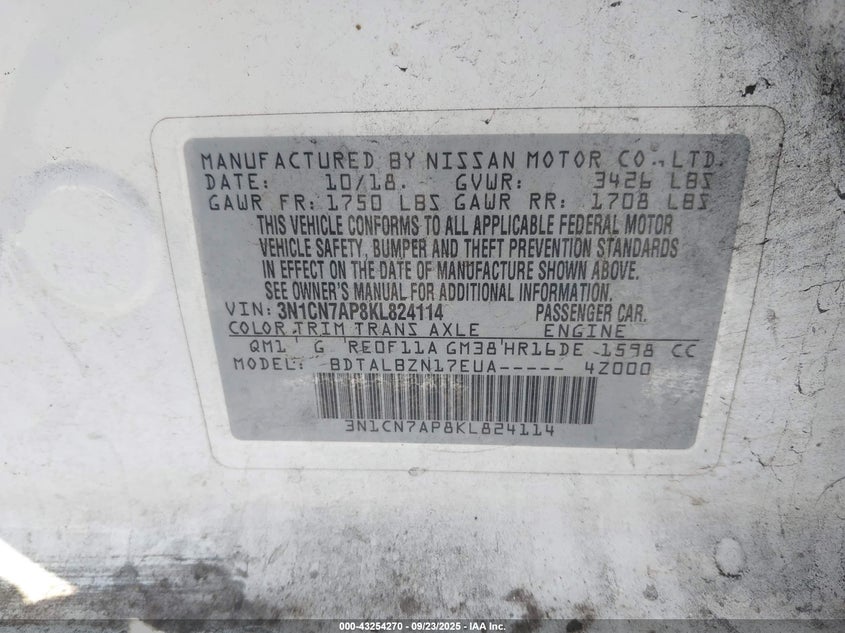 MANUFACTURED BY NISSAN MOTOR CO., LTD.
DATE: 10/18. GVWR: 3426 LBS
GAWR FR: 1750 LBS GAWR RR: 1708 LBS
THIS VEHICLE CONFORMS TO ALL APPLICABLE FEDERAL MOTOR
VEHICLE SAFETY, BUMPER AND THEFT PREVENTION STANDARDS
IN EFFECT ON THE DATE OF MANUFACTURE SHOWN ABOVE.
SEE OWNER'S MANUAL FOR ADDITIONAL INFORMATION.
VIN: 3N1CN7AP8KL824114 PASSENGER CAR.
COLOR TRIM TRANS AXLE ENGINE
QM1 G RE0F11A GM38 HR16DE 1598 CC
MODEL: BDTALBZN17EUA----- 4Z000
3N1CN7AP8KL824114
000-43254270 - 09/23/2025 - IAA Inc.